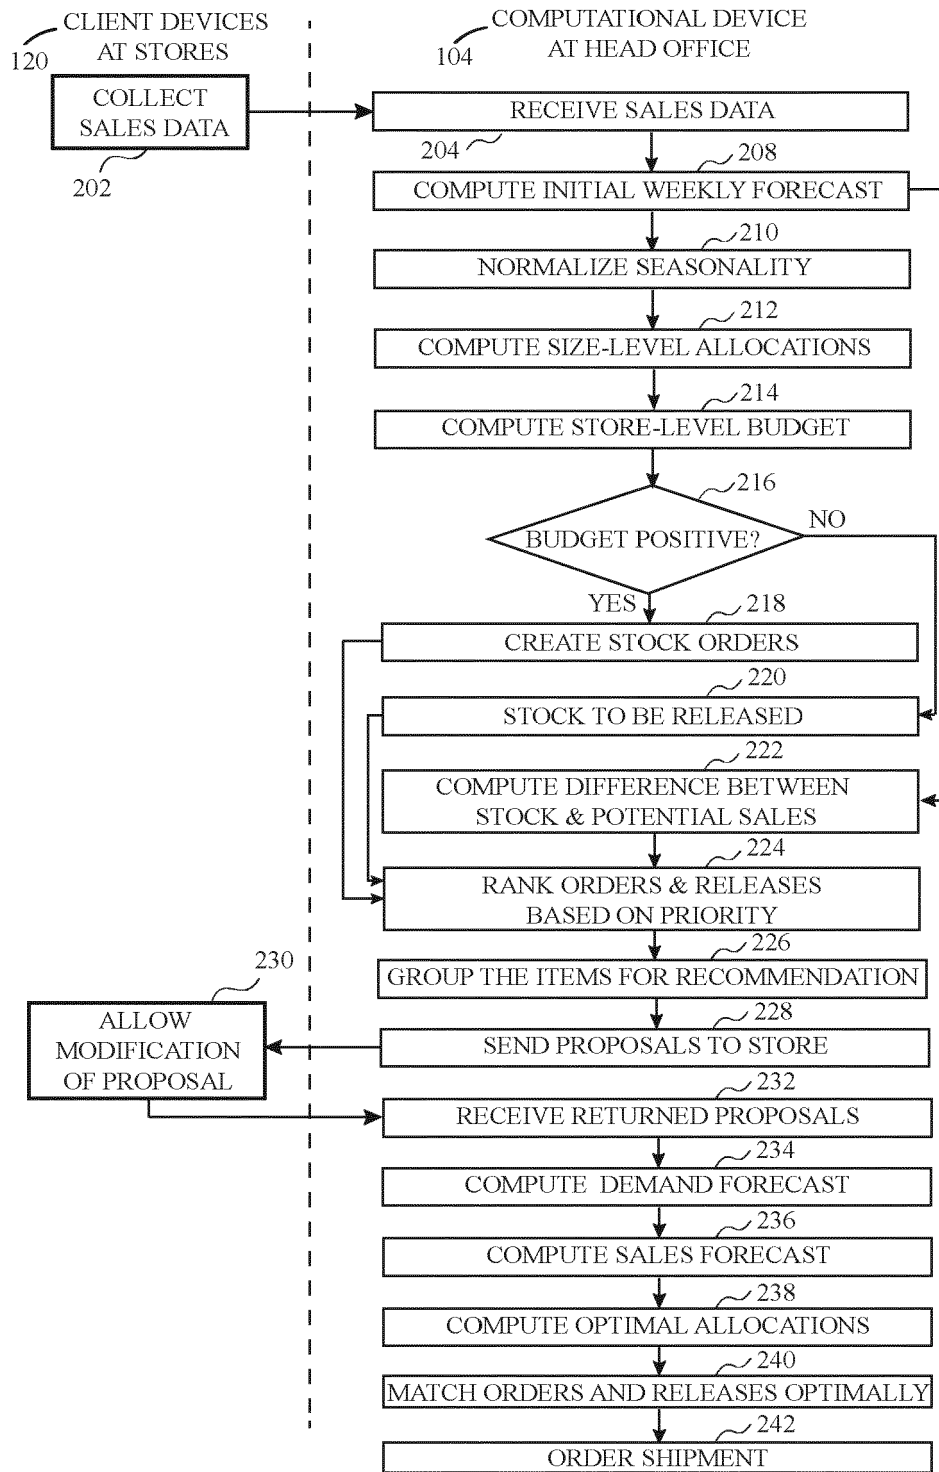 CLIENT DEVICES
AT STORES
120
COMPUTATIONAL DEVICE
AT HEAD OFFICE
104
COLLECT
SALES DATA
202
RECEIVE SALES DATA
204
208
COMPUTE INITIAL WEEKLY FORECAST
210
NORMALIZE SEASONALITY
212
COMPUTE SIZE-LEVEL ALLOCATIONS
214
COMPUTE STORE-LEVEL BUDGET
216
BUDGET POSITIVE?
NO
YES
218
CREATE STOCK ORDERS
220
STOCK TO BE RELEASED
222
COMPUTE DIFFERENCE BETWEEN
STOCK & POTENTIAL SALES
224
RANK ORDERS & RELEASES
BASED ON PRIORITY
226
GROUP THE ITEMS FOR RECOMMENDATION
228
SEND PROPOSALS TO STORE
230
ALLOW
MODIFICATION
OF PROPOSAL
232
RECEIVE RETURNED PROPOSALS
234
COMPUTE DEMAND FORECAST
236
COMPUTE SALES FORECAST
238
COMPUTE OPTIMAL ALLOCATIONS
240
MATCH ORDERS AND RELEASES OPTIMALLY
242
ORDER SHIPMENT